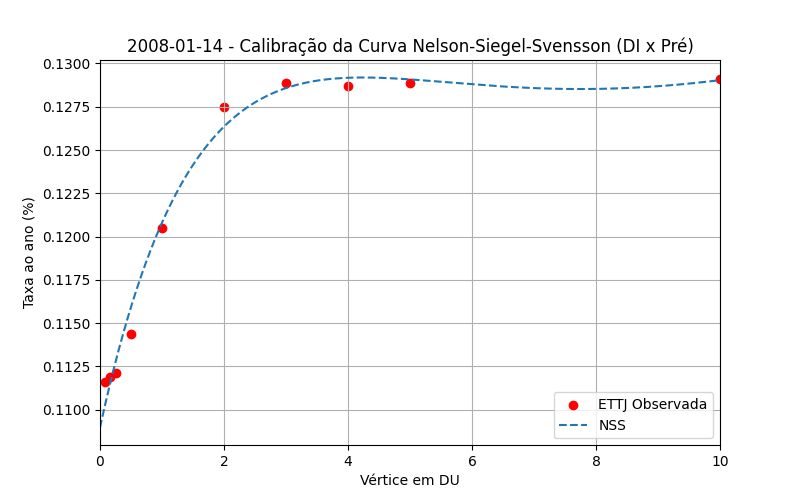 2008-01-14 - Calibração da Curva Nelson-Siegel-Svensson (DI x Pré)
Taxa ao ano (%)
0.1300
0.1275
0.1250
0.1225
0.1200
0.1175
0.1150
0.1125
0.1100
ETTJ Observada
NSS
0 2 4 6 8 10
Vértice em DU